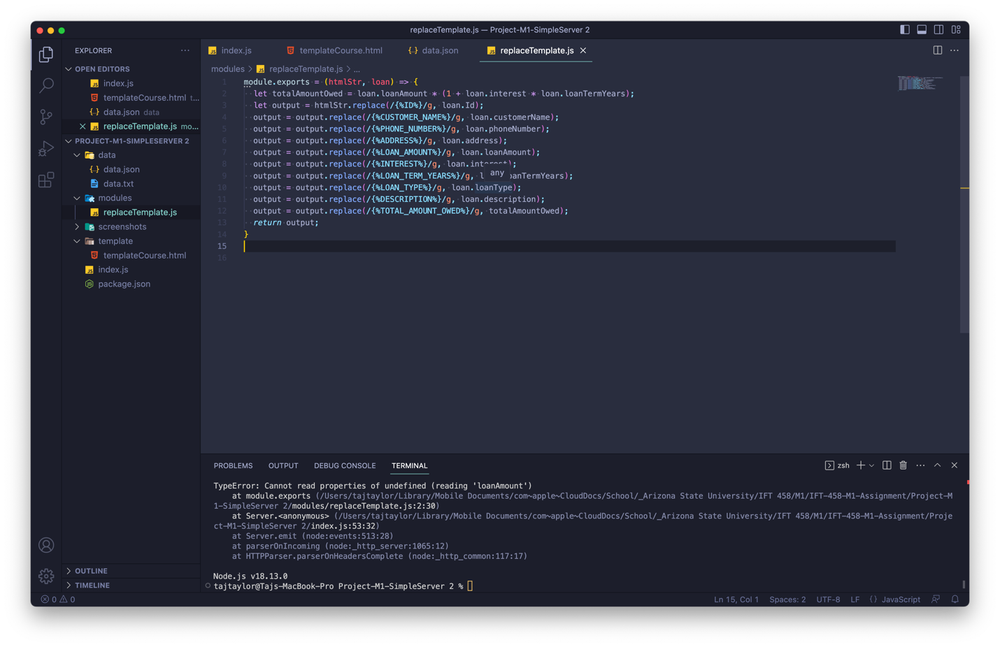 replaceTemplate.js — Project-M1-SimpleServer 2
EXPLORER
index.js
templateCourse.html
data.json
replaceTemplate.js
OPEN EDITORS
index.js
templateCourse.html t...
data.json data
replaceTemplate.js mo...
PROJECT-M1-SIMPLESERVER 2
data
data.json
data.txt
modules
replaceTemplate.js
screenshots
template
templateCourse.html
index.js
package.json
OUTLINE
TIMELINE
modules > replaceTemplate.js > ...
1 module.exports = (htmlStr, loan) => {
2 let totalAmountOwed = loan.loanAmount * (1 + loan.interest * loan.loanTermYears);
3 let output = htmlStr.replace(/{%ID%}/g, loan.Id);
4 output = output.replace(/{%CUSTOMER_NAME%}/g, loan.customerName);
5 output = output.replace(/{%PHONE_NUMBER%}/g, loan.phoneNumber);
6 output = output.replace(/{%ADDRESS%}/g, loan.address);
7 output = output.replace(/{%LOAN_AMOUNT%}/g, loan.loanAmount);
8 output = output.replace(/{%INTEREST%}/g, loan.interest);
any
9 output = output.replace(/{%LOAN_TERM_YEARS%}/g, l anTermYears);
10 output = output.replace(/{%LOAN_TYPE%}/g, loan.loanType);
11 output = output.replace(/{%DESCRIPTION%}/g, loan.description);
12 output = output.replace(/{%TOTAL_AMOUNT_OWED%}/g, totalAmountOwed);
13 return output;
14 }
15
16
PROBLEMS OUTPUT DEBUG CONSOLE TERMINAL
zsh
TypeError: Cannot read properties of undefined (reading 'loanAmount')
at module.exports (/Users/tajtaylor/Library/Mobile Documents/com~apple~CloudDocs/School/_Arizona State University/IFT 458/M1/IFT-458-M1-Assignment/Project-M
1-SimpleServer 2/modules/replaceTemplate.js:2:30)
at Server.<anonymous> (/Users/tajtaylor/Library/Mobile Documents/com~apple~CloudDocs/School/_Arizona State University/IFT 458/M1/IFT-458-M1-Assignment/Proje
ct-M1-SimpleServer 2/index.js:53:32)
at Server.emit (node:events:513:28)
at parserOnIncoming (node:_http_server:1065:12)
at HTTPParser.parserOnHeadersComplete (node:_http_common:117:17)
Node.js v18.13.0
tajtaylor@Tajs-MacBook-Pro Project-M1-SimpleServer 2 %
0 0
Ln 15, Col 1 Spaces: 2 UTF-8 LF {} JavaScript